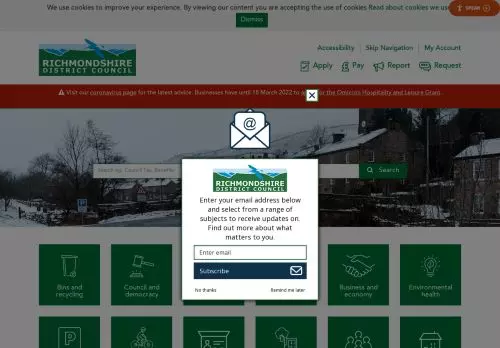 We use cookies to improve your experience. By viewing our content you are accepting the use of cookies Read about cookies we use
Dismiss
SPEAK
RICHMONDSHIRE
DISTRICT COUNCIL
Accessibility
Skip Navigation
My Account
Apply
Pay
Report
Request
Visit our coronavirus page for the latest advice. Businesses have until 18 March 2022 to for the Omicron Hospitality and Leisure Grant.
@
Search eg. Council Tax, Benefits
Search
RICHMONDSHIRE
DISTRICT COUNCIL
Enter your email address below
and select from a range of
subjects to receive updates on.
Find out more about what
matters to you.
Enter email
Subscribe
No thanks
Remind me later
Bins and
recycling
Council and
democracy
Business and
economy
Environmental
health
P